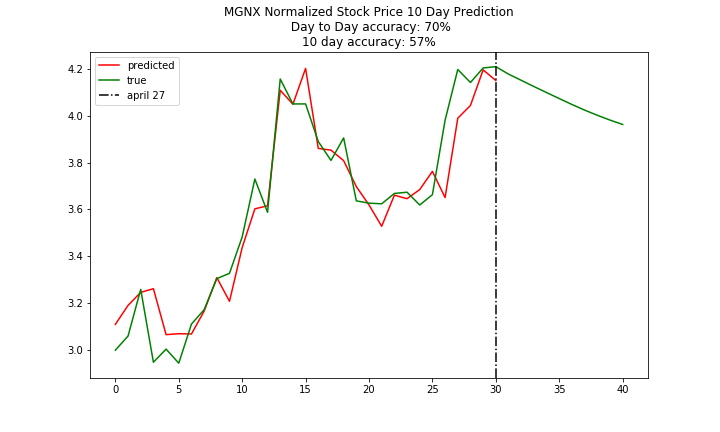 MGNX Normalized Stock Price 10 Day Prediction
Day to Day accuracy: 70%
10 day accuracy: 57%
predicted
true
april 27
4.2
4.0
3.8
3.6
3.4
3.2
3.0
0 5 10 15 20 25 30 35 40